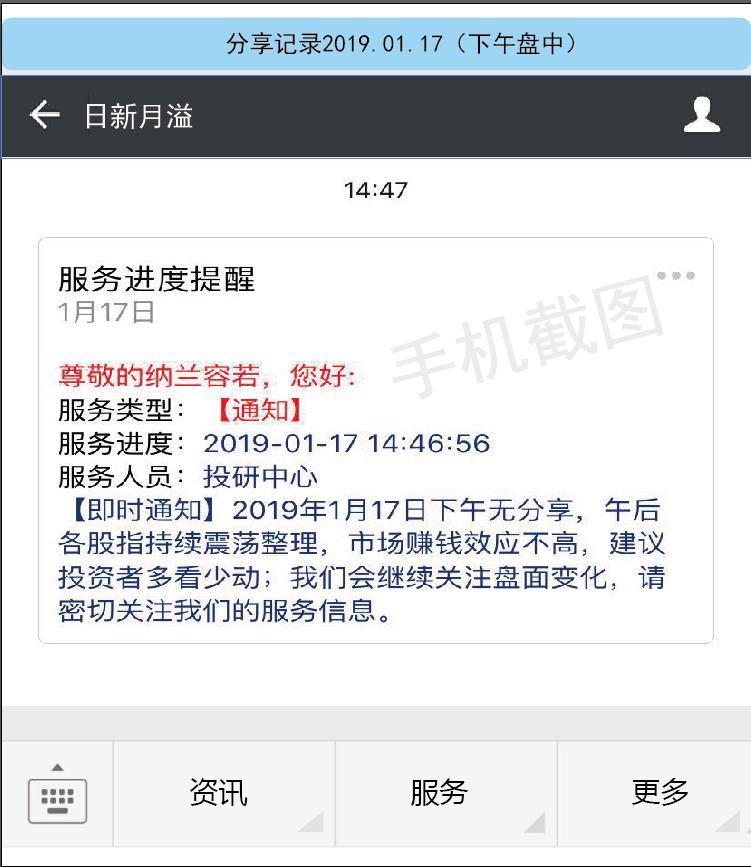 分享记录2019.01.17（下午盘中）
日新月溢
14:47
服务进度提醒
1月17日
手机截图
尊敬的纳兰容若，您好:
服务类型：【通知】
服务进度：2019-01-17 14:46:56
服务人员：投研中心
【即时通知】2019年1月17日下午无分享，午后
各股指持续震荡整理，市场赚钱效应不高，建议
投资者多看少动；我们会继续关注盘面变化，请
密切关注我们的服务信息。
资讯
服务
更多